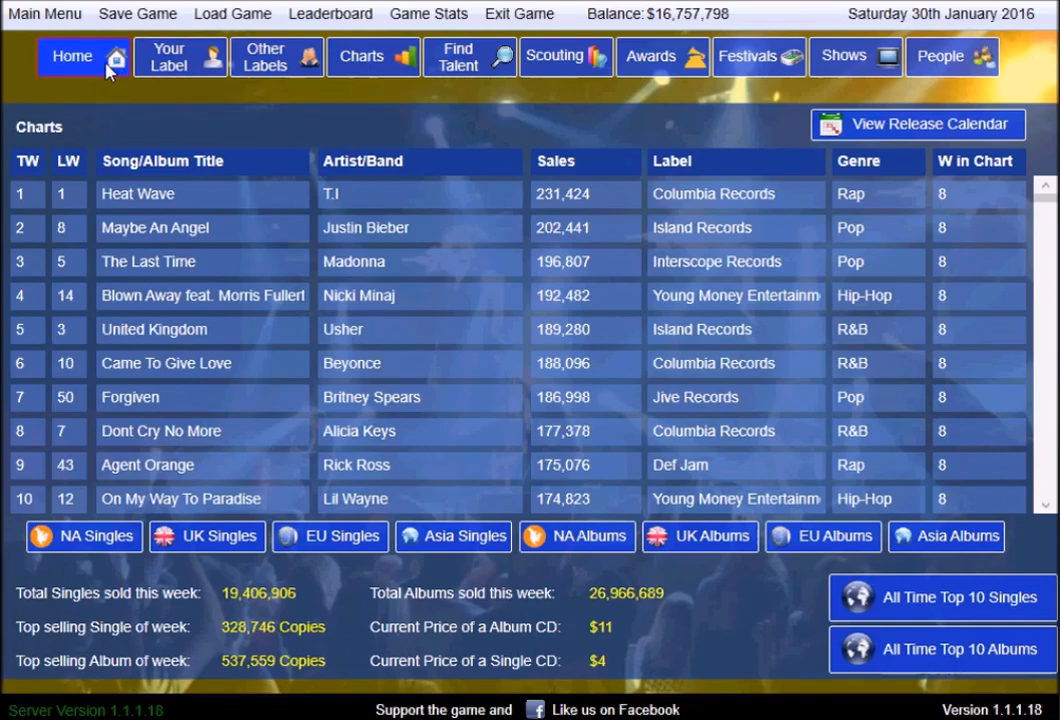 Main Menu Save Game Load Game Leaderboard Game Stats Exit Game Balance: $16,757,798 Saturday 30th January 2016
Home Your Label Other Labels Charts Find Talent Scouting Awards Festivals Shows People
Charts View Release Calendar
TW LW Song/Album Title Artist/Band Sales Label Genre W in Chart
1 1 Heat Wave T.I 231,424 Columbia Records Rap 8
2 8 Maybe An Angel Justin Bieber 202,441 Island Records Pop 8
3 5 The Last Time Madonna 196,807 Interscope Records Pop 8
4 14 Blown Away feat. Morris Fullert Nicki Minaj 192,482 Young Money Entertainm Hip-Hop 8
5 3 United Kingdom Usher 189,280 Island Records R&B 8
6 10 Came To Give Love Beyonce 188,096 Columbia Records R&B 8
7 50 Forgiven Britney Spears 186,998 Jive Records Pop 8
8 7 Dont Cry No More Alicia Keys 177,378 Columbia Records R&B 8
9 43 Agent Orange Rick Ross 175,076 Def Jam Rap 8
10 12 On My Way To Paradise Lil Wayne 174,823 Young Money Entertainm Hip-Hop 8
NA Singles UK Singles EU Singles Asia Singles NA Albums UK Albums EU Albums Asia Albums
Total Singles sold this week: 19,406,906 Total Albums sold this week: 26,966,689 All Time Top 10 Singles
Top selling Single of week: 328,746 Copies Current Price of a Album CD: $11
Top selling Album of week: 537,559 Copies Current Price of a Single CD: $4 All Time Top 10 Albums
Server Version 1.1.1.18 Support the game and f Like us on Facebook Version 1.1.1.18